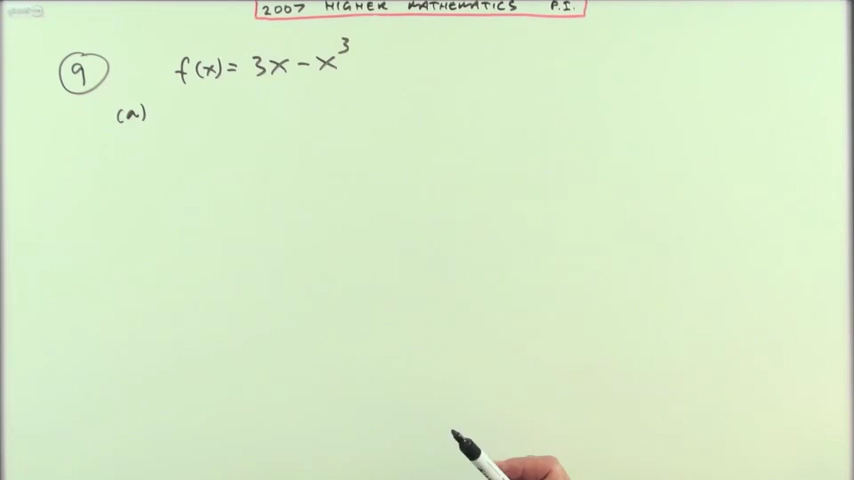 2007 HIGHER MATHEMATICS P.I.
9 f(x) = 3x - x³
(a)